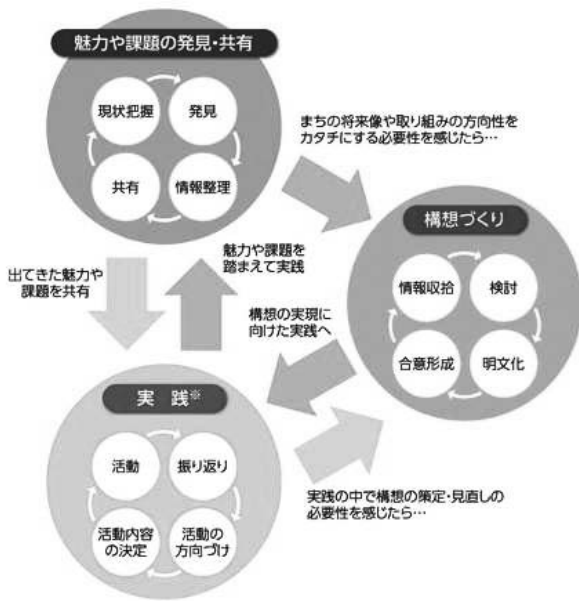 魅力や課題の発見・共有
現状把握
発見
共有
情報整理
まちの将来像や取り組みの方向性を
カタチにする必要性を感じたら…
構想づくり
情報収拾
検討
合意形成
明文化
魅力や課題を
踏まえて実践
出てきた魅力や
課題を共有
構想の実現に
向けた実践へ
実 践※
活動
振り返り
活動内容
の決定
活動の
方向づけ
実践の中で構想の策定・見直しの
必要性を感じたら…